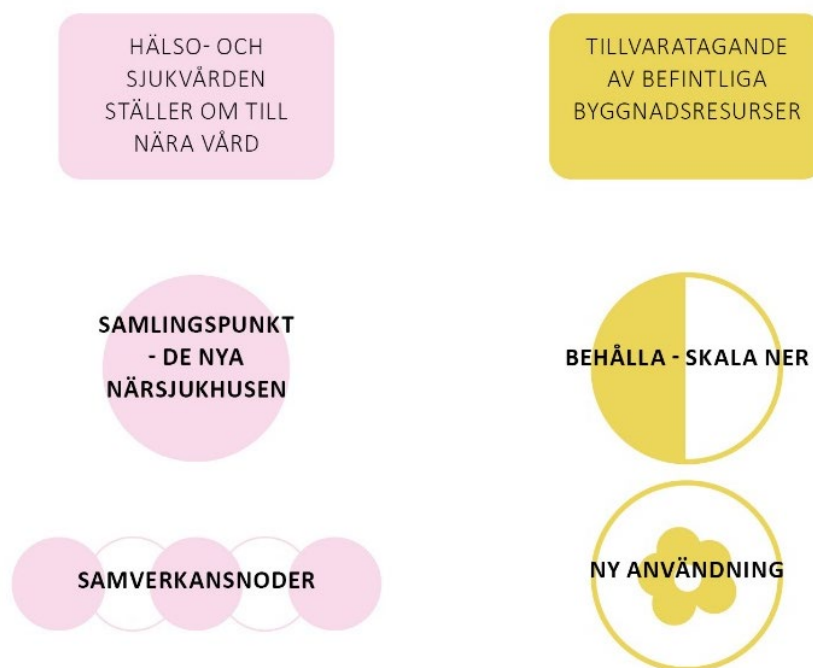 HÄLSO- OCH
SJUKVÅRDEN
STÄLLER OM TILL
NÄRA VÅRD
TILLVARATAGANDE
AV BEFINTLIGA
BYGGNADSRESURSER
SAMLINGSPUNKT
- DE NYA
NÄRSJUKHUSEN
BEHÅLLA - SKALA NER
SAMVERKANSNODER
NY ANVÄNDNING